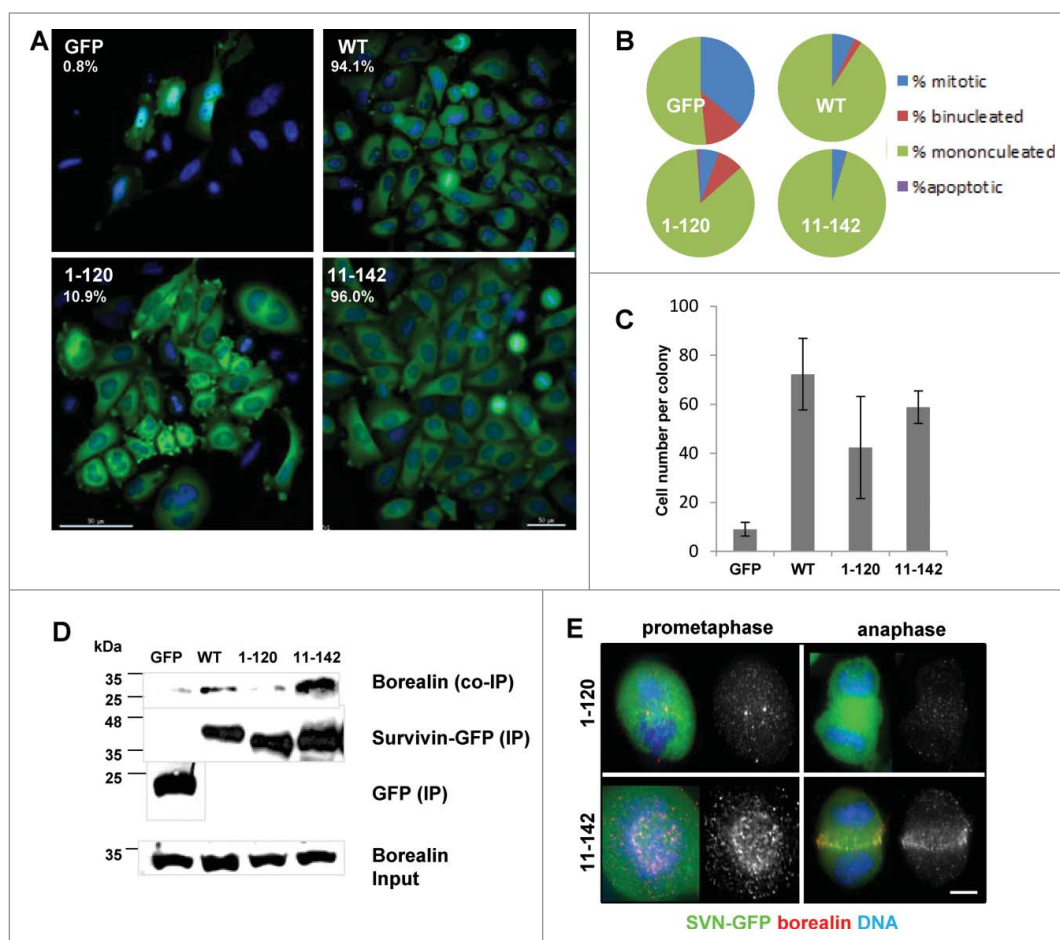 A
GFP
0.8%
WT
94.1%
1-120
10.9%
11-142
96.0%
90 µm
50 µm
B
GFP
WT
1-120
11-142
% mitotic
% binucleated
% mononculeated
%apoptotic
C
Cell number per colony
100
80
60
40
20
0
GFP WT 1-120 11-142
D
kDa
GFP WT 1-120 11-142
35
25
Borealin (co-IP)
48
35
Survivin-GFP (IP)
25
GFP (IP)
35
Borealin
Input
E
prometaphase anaphase
1-120
11-142
SVN-GFP borealin DNA